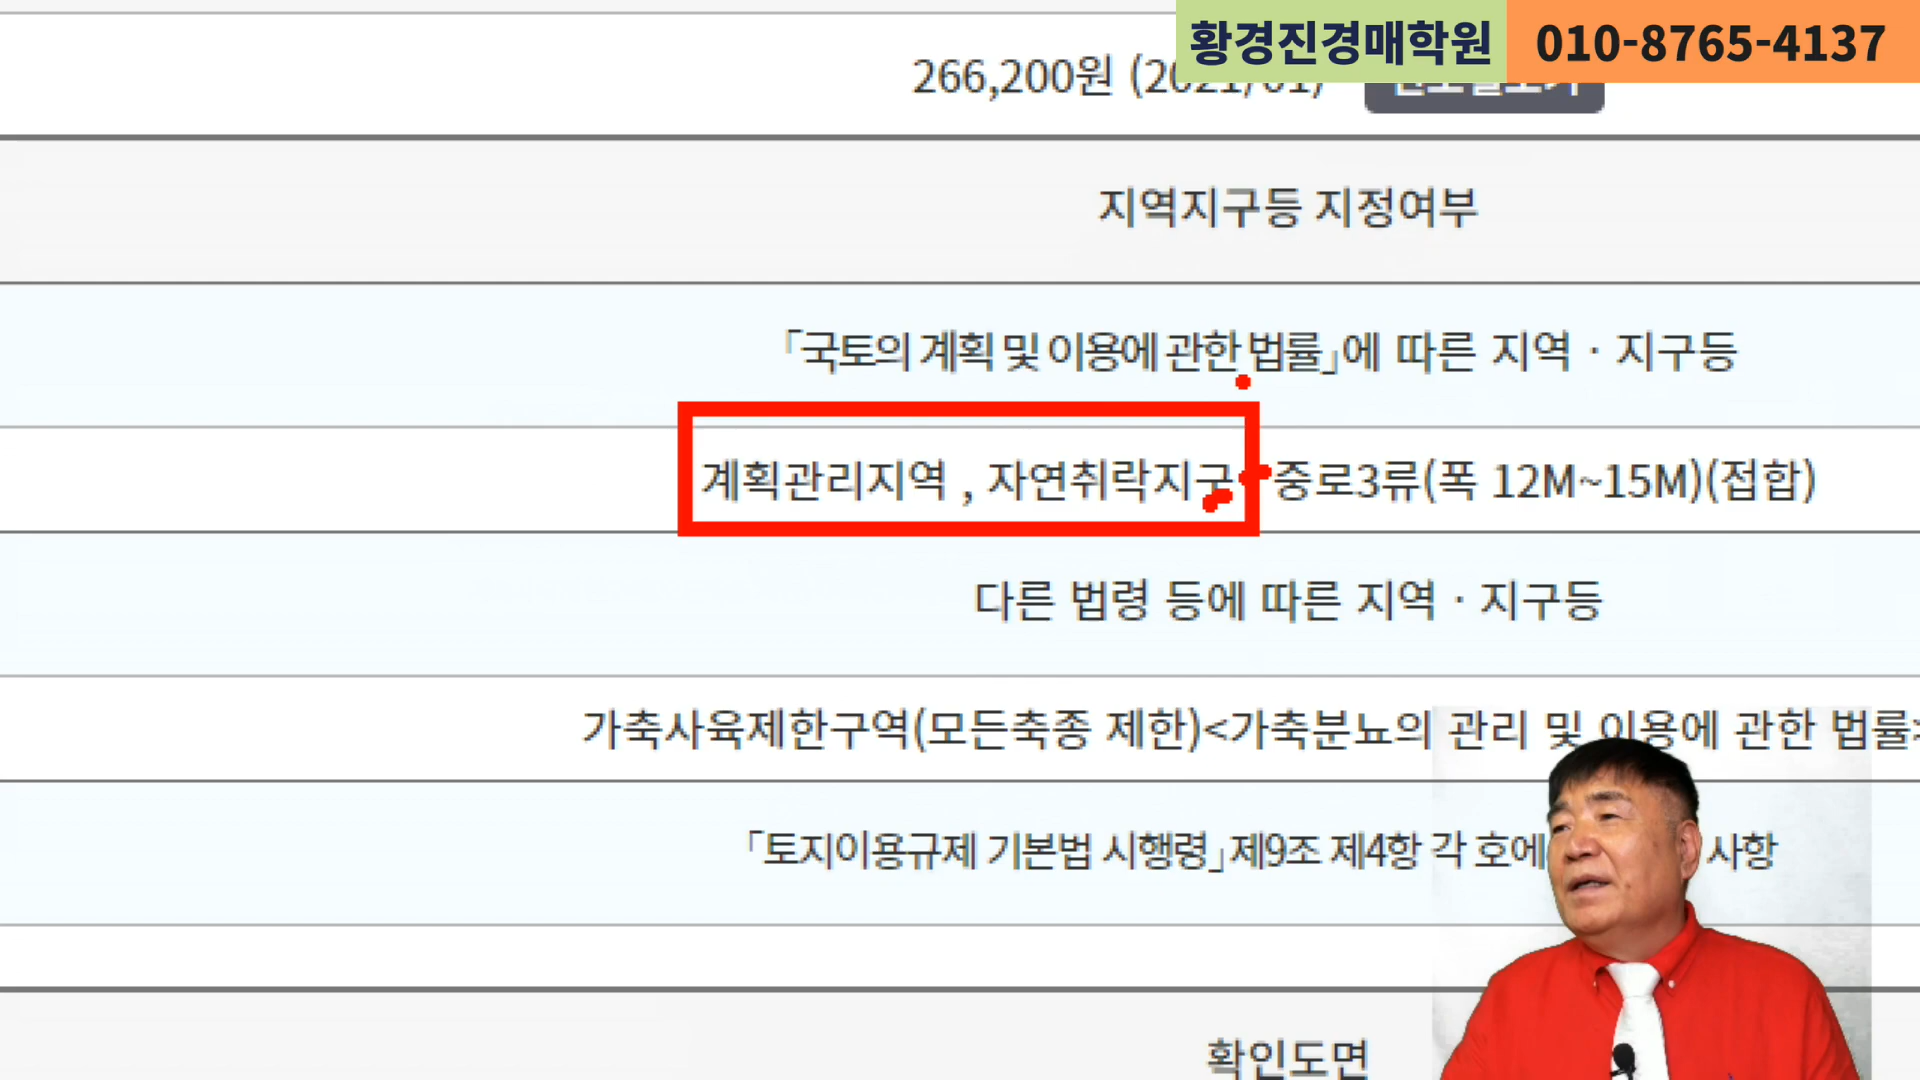 황경진경매학원 010-8765-4137
266,200원 (2021/01)
지역지구등 지정여부
「국토의 계획 및 이용에 관한 법률」에 따른 지역 · 지구등
계획관리지역 , 자연취락지구 중로3류(폭 12M~15M)(접합)
다른 법령 등에 따른 지역 · 지구등
가축사육제한구역(모든축종 제한)<가축분뇨의 관리 및 이용에 관한 법률>
「토지이용규제 기본법 시행령」제9조 제4항 각 호에 사항
확인도면